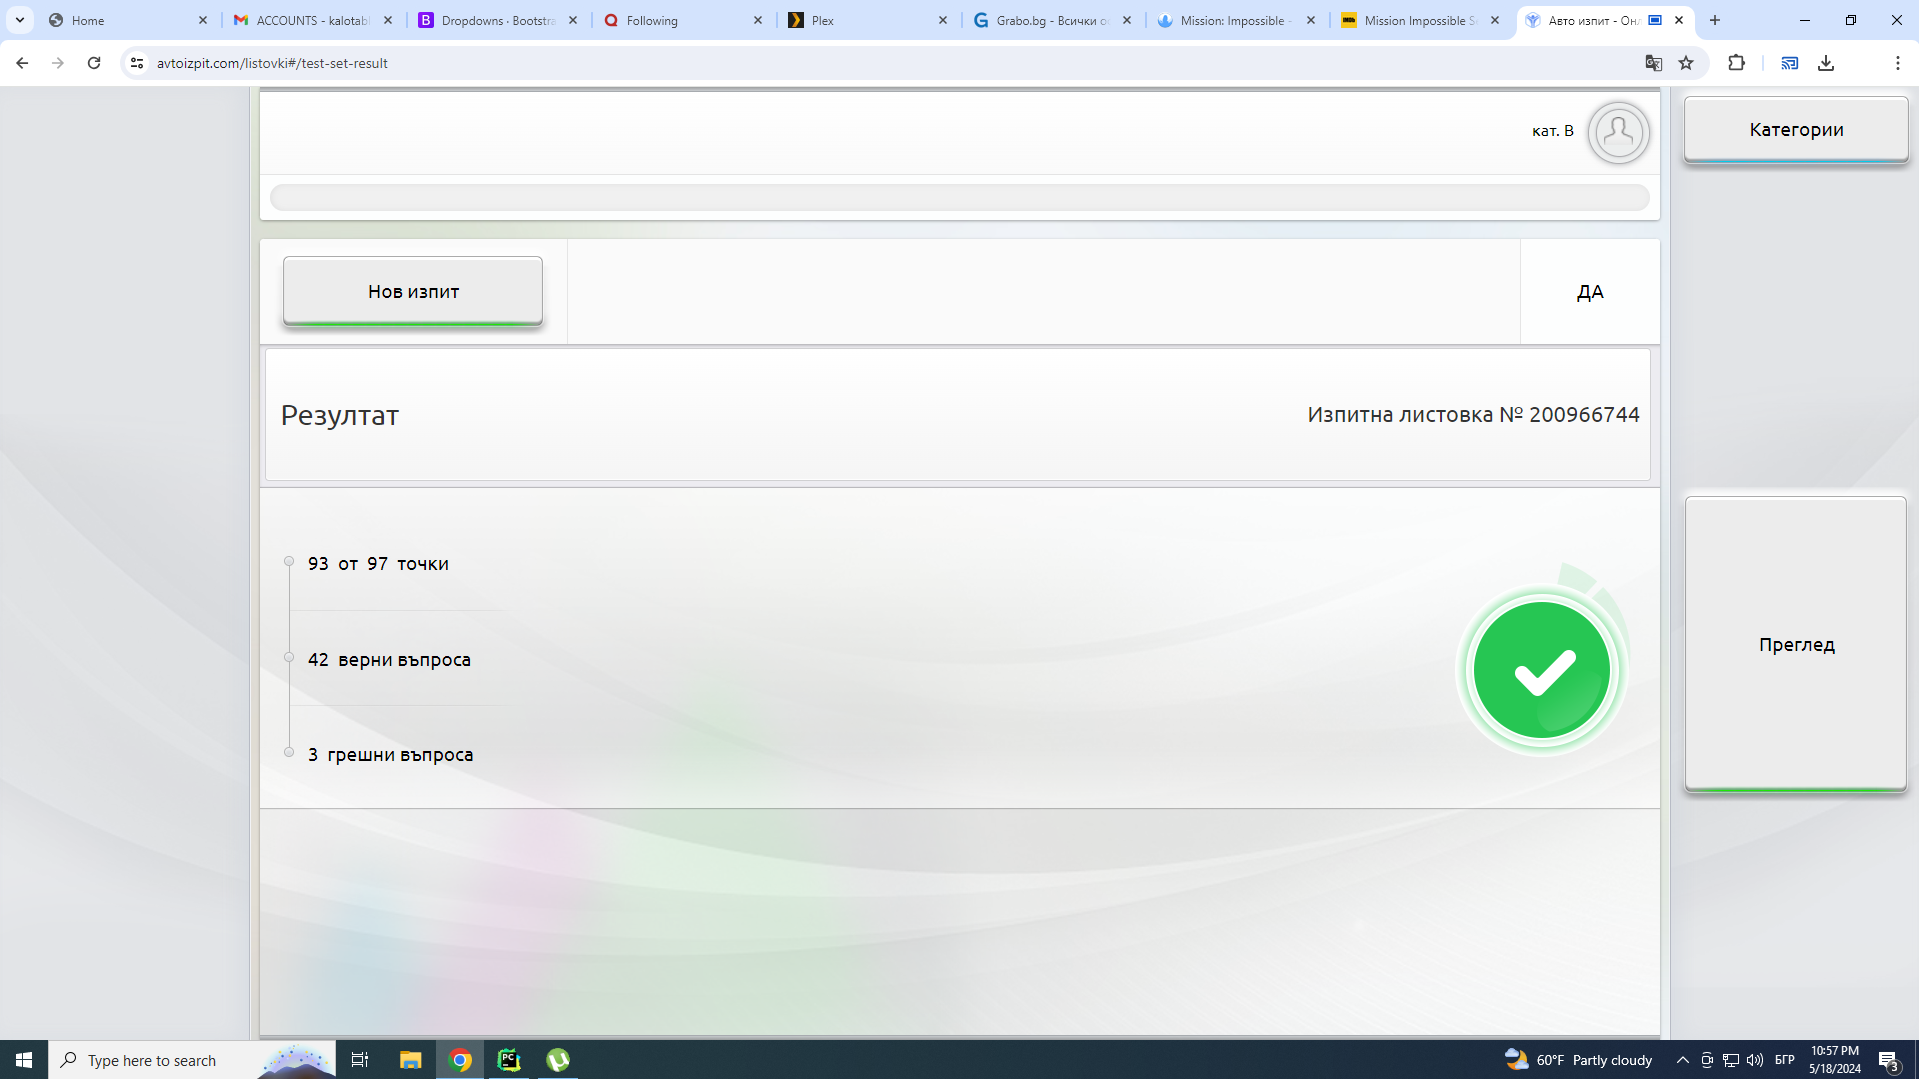 Home
ACCOUNTS - kalotabl
Dropdowns · Bootstra
Following
Plex
Grabo.bg - Всички о
Mission: Impossible -
Mission Impossible S
Авто изпит - Онл
avtoizpit.com/listovki#/test-set-result
кат. B
Категории
Нов изпит
ДА
Резултат
Изпитна листовка № 200966744
93 от 97 точки
42 верни въпроса
Преглед
3 грешни въпроса
Type here to search
60°F Partly cloudy
БГР
10:57 PM
5/18/2024
3